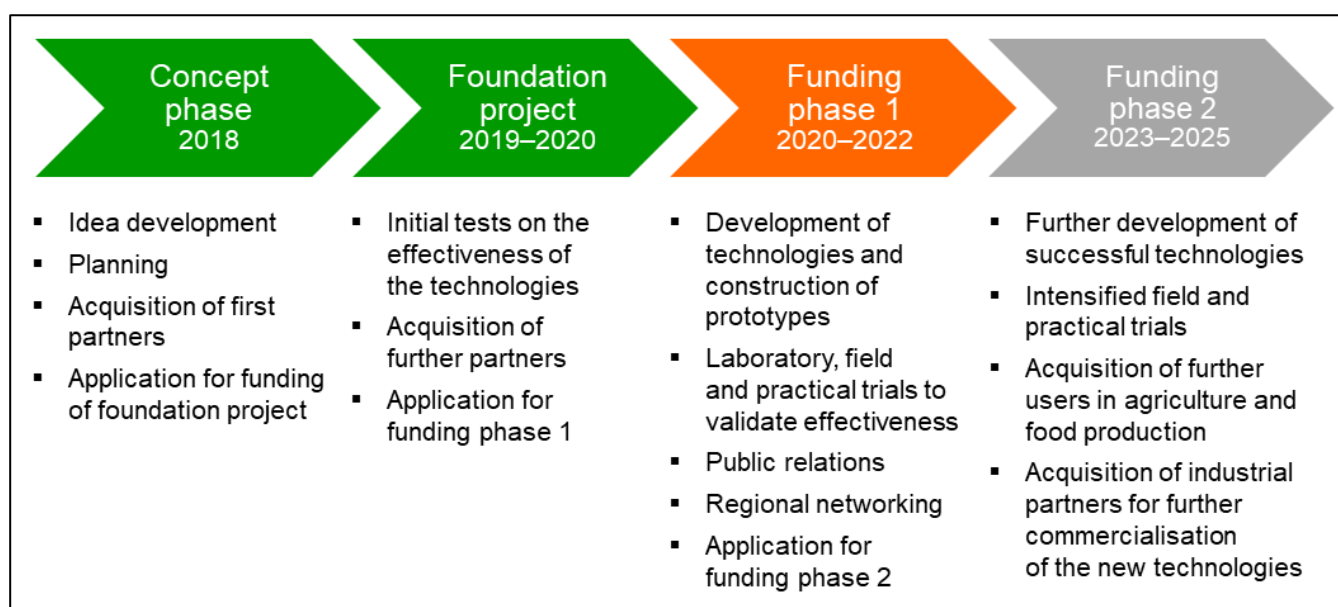 Concept
phase
2018
Foundation
project
2019–2020
Funding
phase 1
2020–2022
Funding
phase 2
2023–2025
▪ Idea development
▪ Planning
▪ Acquisition of first
partners
▪ Application for funding
of foundation project
▪ Initial tests on the
effectiveness of
the technologies
▪ Acquisition of
further partners
▪ Application for
funding phase 1
▪ Development of
technologies and
construction of
prototypes
▪ Laboratory, field
and practical trials to
validate effectiveness
▪ Public relations
▪ Regional networking
▪ Application for
funding phase 2
▪ Further development of
successful technologies
▪ Intensified field and
practical trials
▪ Acquisition of further
users in agriculture and
food production
▪ Acquisition of industrial
partners for further
commercialisation
of the new technologies